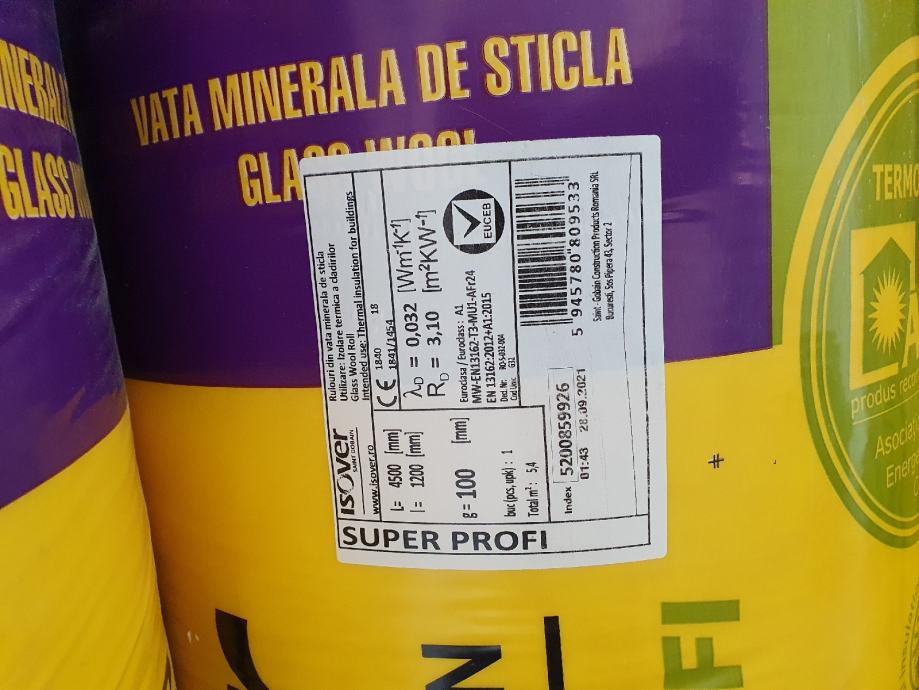 VATA MINERALA DE STICLA
GLASS WOOL
GLASS
ISOVER
SAINT-GOBAIN
www.isover.ro
Rulouri din vata minerala de sticla
Utilizare: Izolare termica a cladirilor
Glass Wool Roll
Intended use: Thermal insulation for buildings
L= 4500 [mm]
l = 1200 [mm]
g = 100 [mm]
buc (pcs, upk) : 1
Total m² : 5,4
CE 1840 18
1841/1454
λD = 0,032 [Wm⁻¹K⁻¹]
RD = 3,10 [m²KW⁻¹]
EUCEB
Euroclasa / Euroclass : A1
MW-EN13162-T3-MU1-AFr24
EN 13162:2012+A1:2015
Index 5200859926
01:43 28.09.2021
5 945780 809533
Saint - Gobain Construction Products Romania SRL
Bucuresti, Sos Pipera 43, Sector 2
SUPER PROFI
produs
N
FI